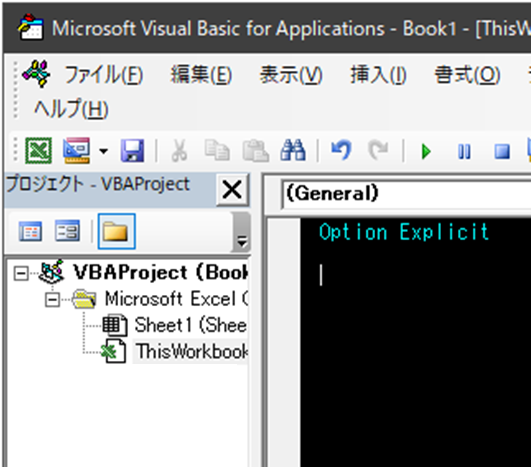 Microsoft Visual Basic for Applications - Book1 - [ThisW
ファイル(F) 編集(E) 表示(V) 挿入(I) 書式(O)
ヘルプ(H)
プロジェクト - VBAProject
(General)
Option Explicit
VBAProject (Book
Microsoft Excel
Sheet1 (Shee
ThisWorkbook